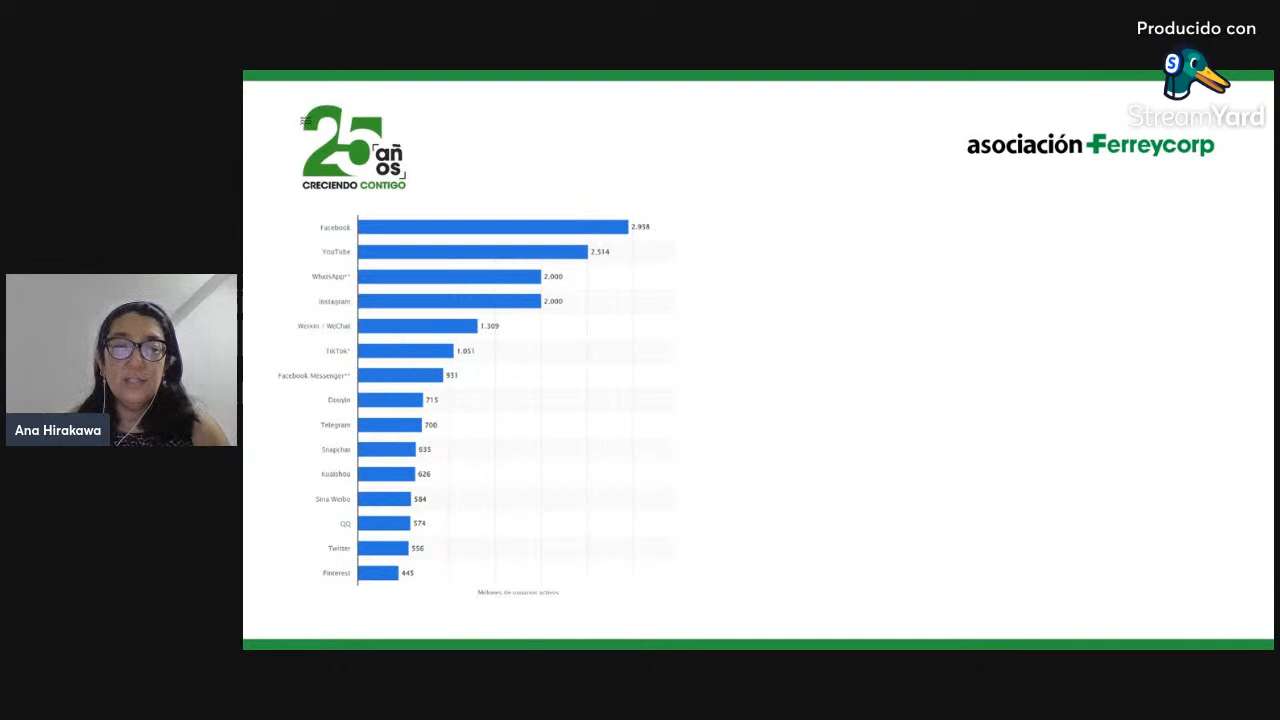 Producido con
StreamYard
25 años
CRECIENDO CONTIGO
asociación Ferreycorp
Facebook 2.958
YouTube 2.514
WhatsApp** 2.000
Instagram 2.000
Weixin / WeChat 1.309
TikTok* 1.051
Facebook Messenger** 931
Douyin 715
Telegram 700
Snapchat 635
Kuaishou 626
Sina Weibo 584
QQ 574
Twitter 556
Pinterest 445
Millones de usuarios activos
Ana Hirakawa